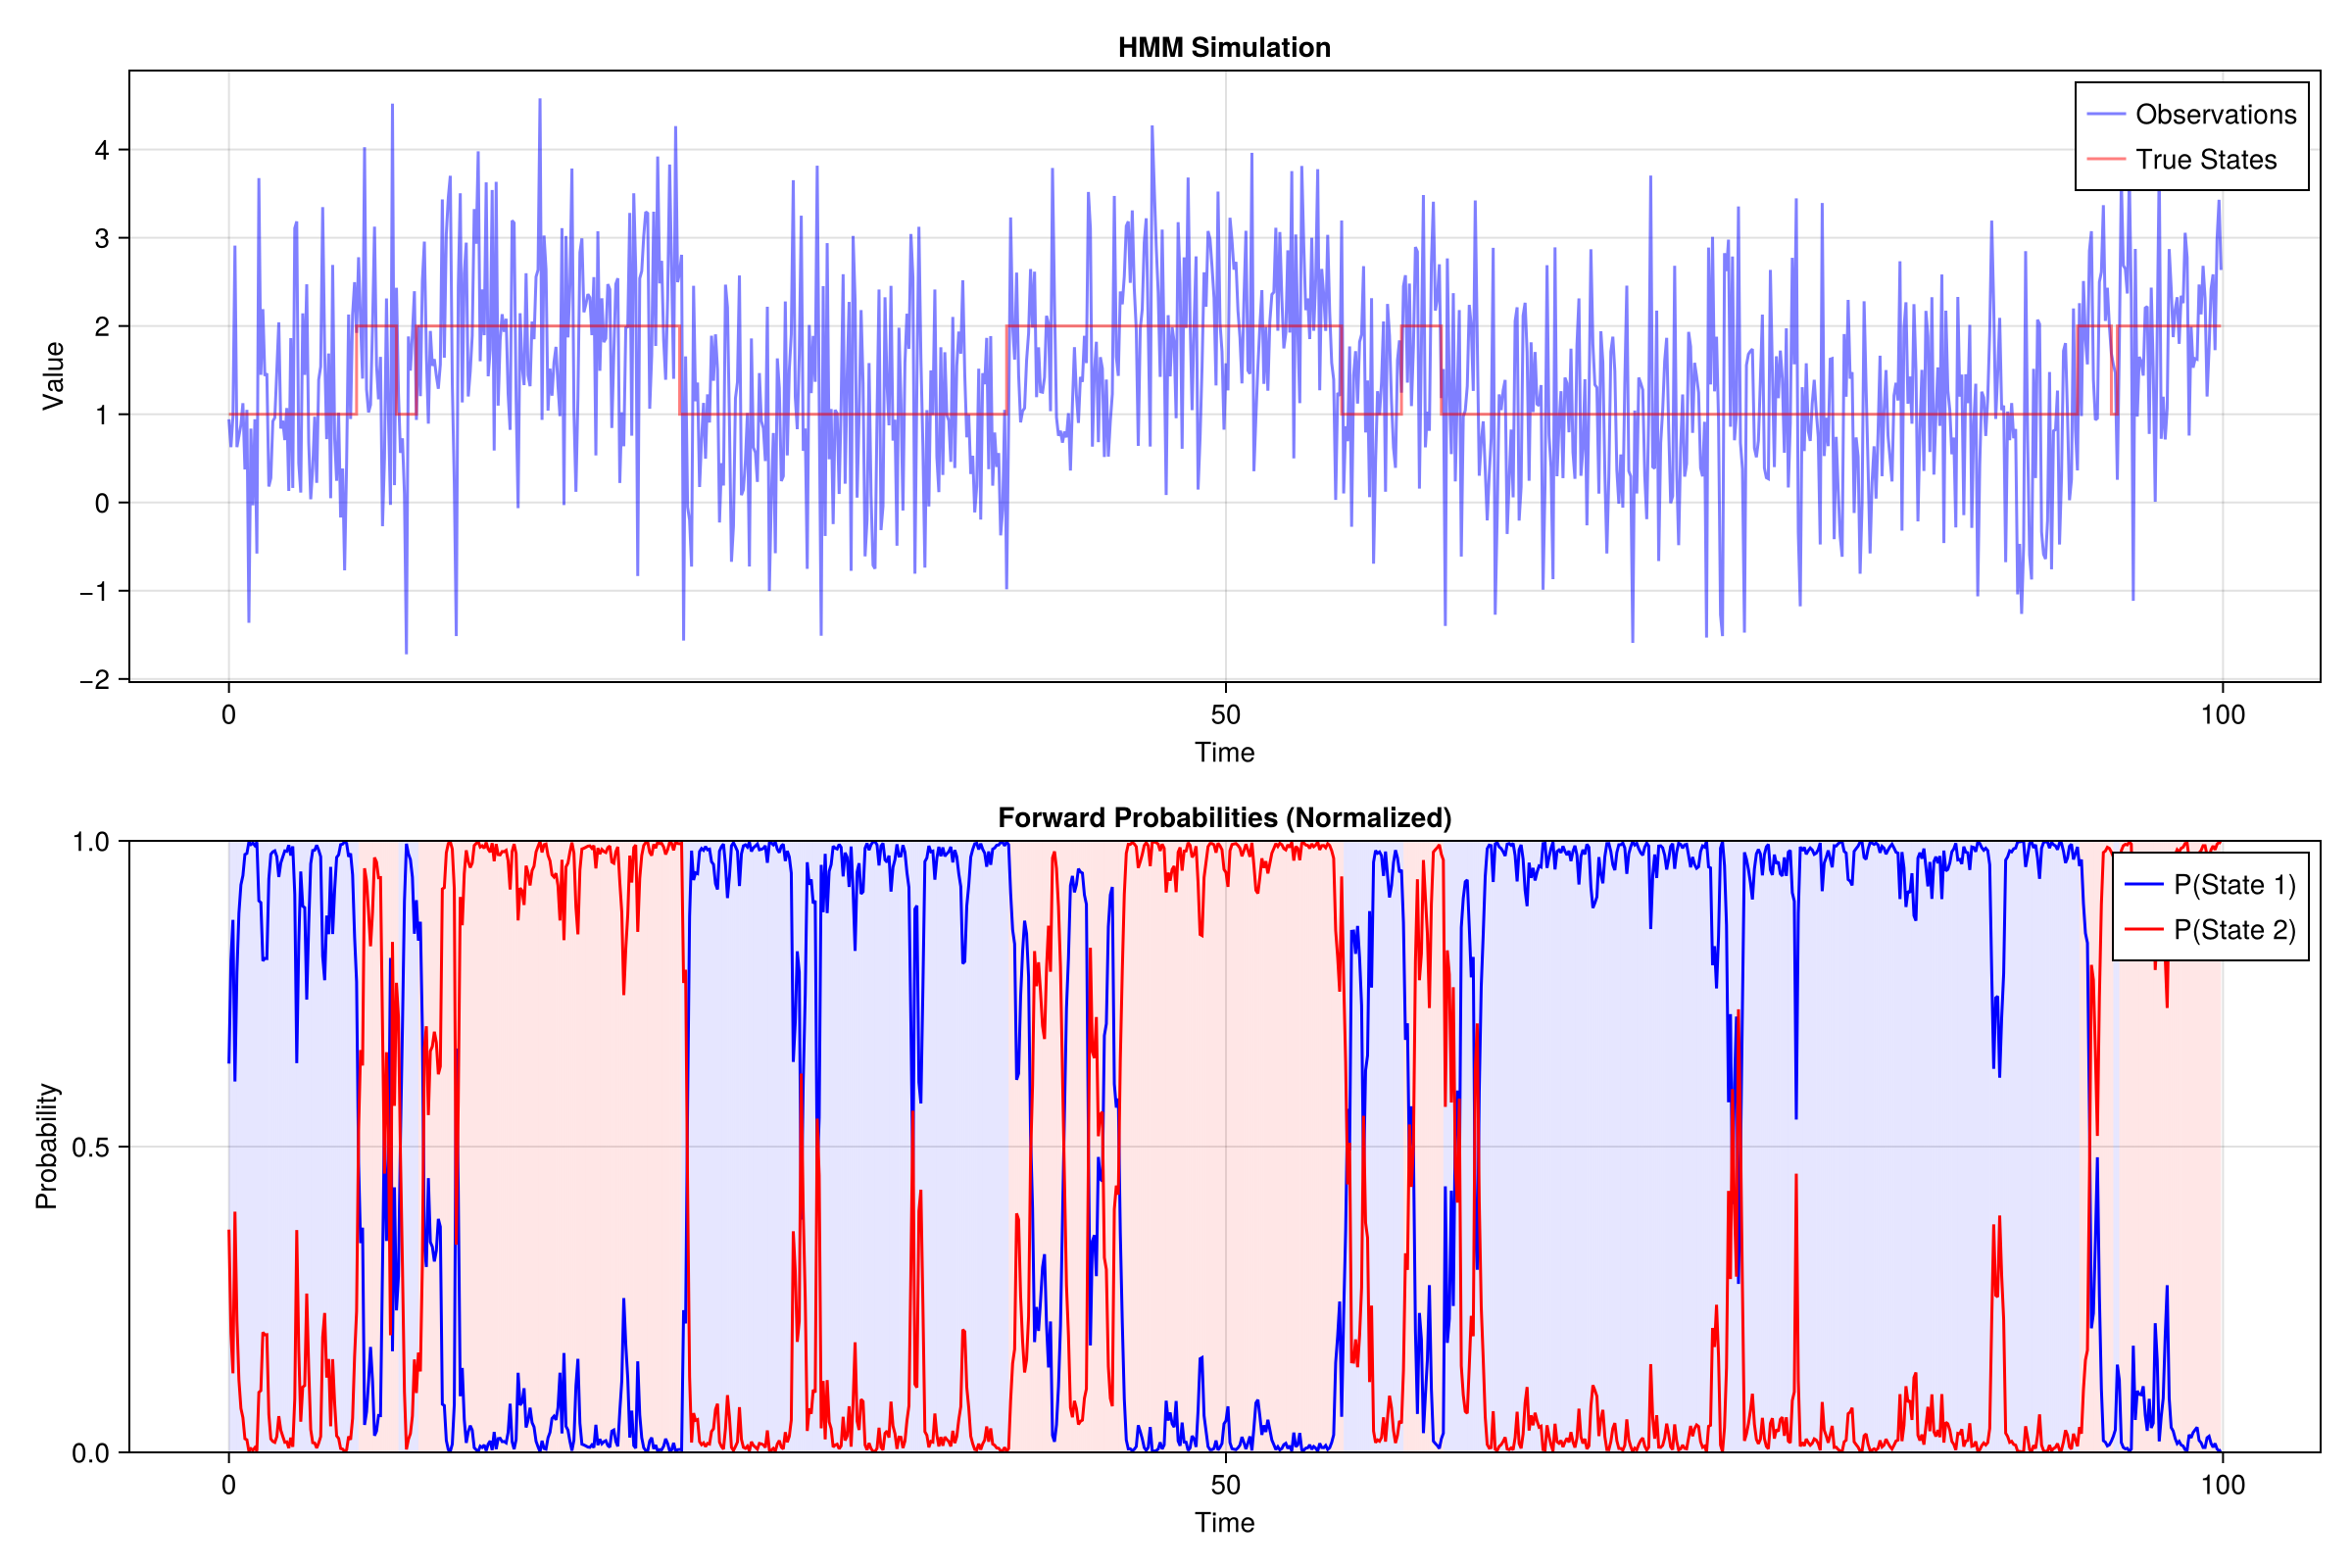 HMM Simulation
Observations
True States
4
3
2
1
0
−1
−2
Value
0
50
100
Time
Forward Probabilities (Normalized)
P(State 1)
P(State 2)
1.0
0.5
0.0
Probability
0
50
100
Time